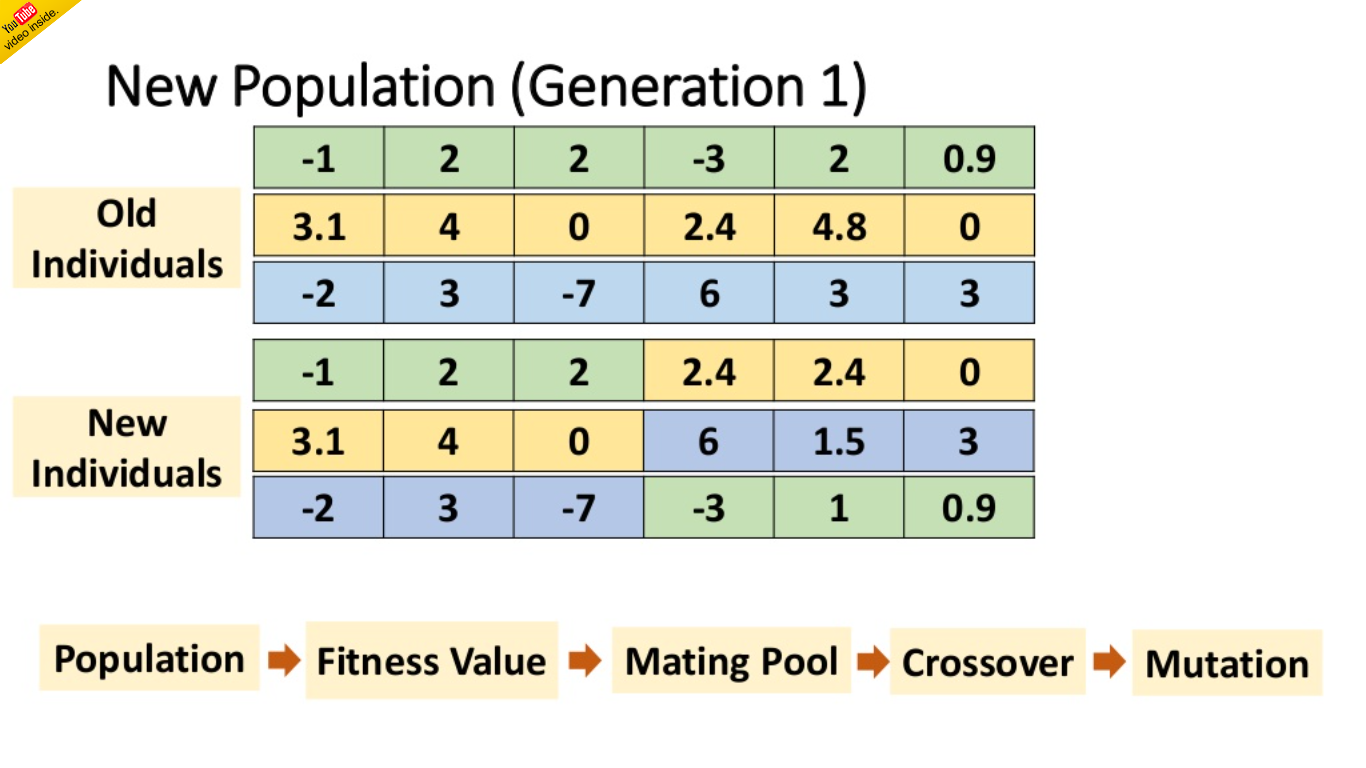 YouTube
video inside.
New Population (Generation 1)
-1 2 2 -3 2 0.9
Old
Individuals
3.1 4 0 2.4 4.8 0
-2 3 -7 6 3 3
-1 2 2 2.4 2.4 0
New
Individuals
3.1 4 0 6 1.5 3
-2 3 -7 -3 1 0.9
Population Fitness Value Mating Pool Crossover Mutation